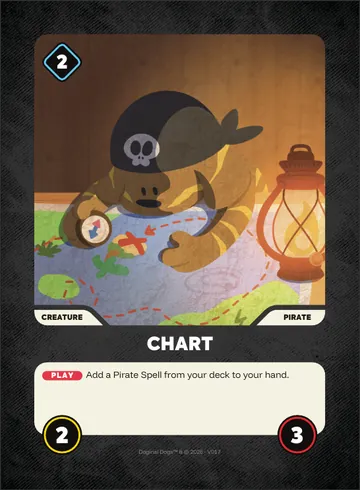 2
CREATURE PIRATE
CHART
PLAY Add a Pirate Spell from your deck to your hand.
2 3